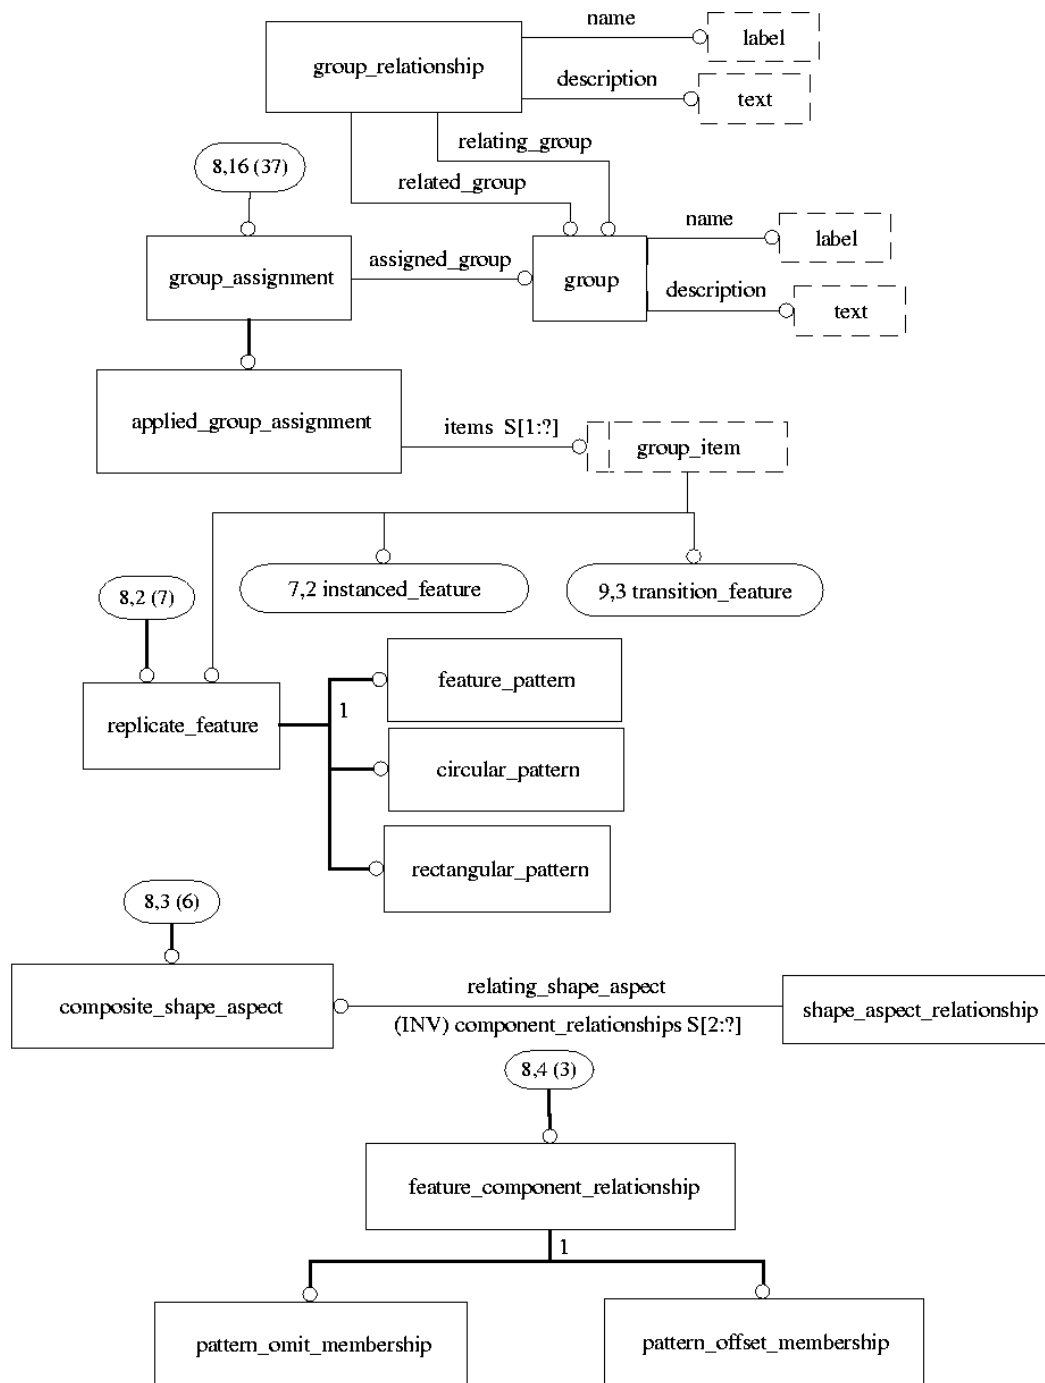 name
label
group_relationship
description
text
relating_group
8,16 (37)
related_group
name
label
assigned_group
group_assignment
group
description
text
applied_group_assignment
items S[1:?]
group_item
7,2 instanced_feature
9,3 transition_feature
8,2 (7)
feature_pattern
1
replicate_feature
circular_pattern
rectangular_pattern
8,3 (6)
relating_shape_aspect
composite_shape_aspect
shape_aspect_relationship
(INV) component_relationships S[2:?]
8,4 (3)
feature_component_relationship
1
pattern_omit_membership
pattern_offset_membership